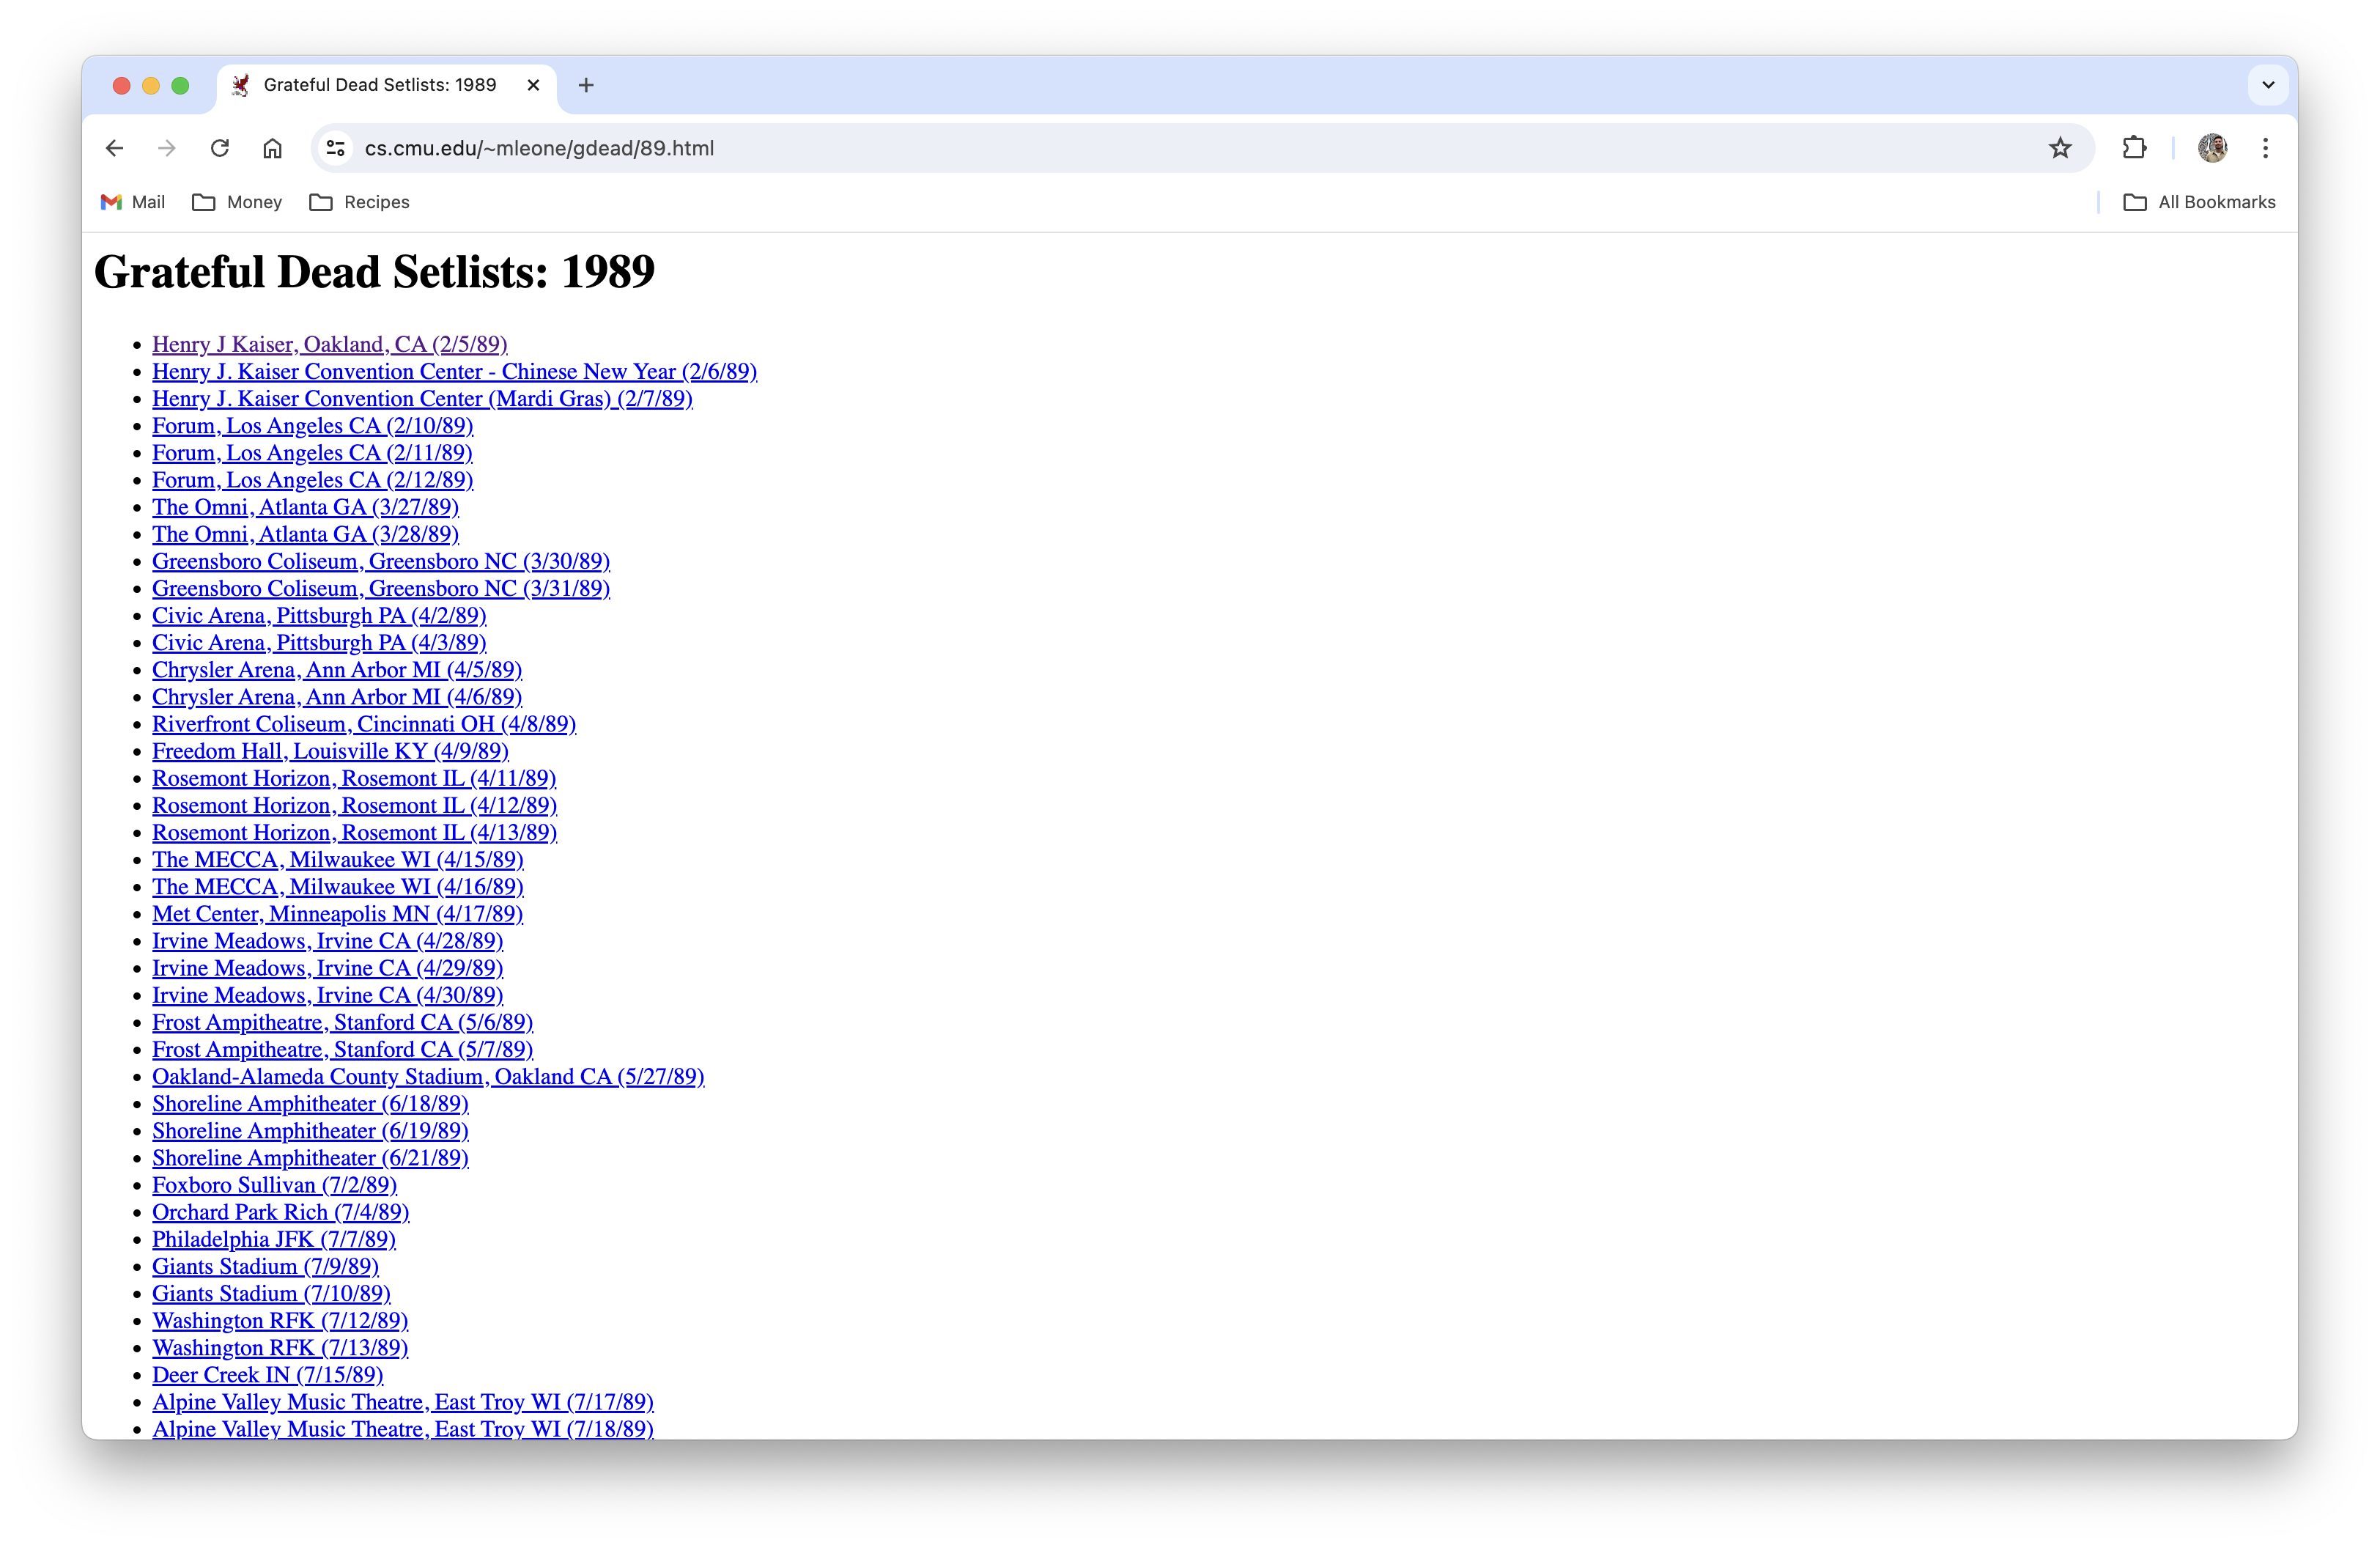 Grateful Dead Setlists: 1989
cs.cmu.edu/~mleone/gdead/89.html
Mail Money Recipes All Bookmarks
Grateful Dead Setlists: 1989
Henry J Kaiser, Oakland, CA (2/5/89)
Henry J. Kaiser Convention Center - Chinese New Year (2/6/89)
Henry J. Kaiser Convention Center (Mardi Gras) (2/7/89)
Forum, Los Angeles CA (2/10/89)
Forum, Los Angeles CA (2/11/89)
Forum, Los Angeles CA (2/12/89)
The Omni, Atlanta GA (3/27/89)
The Omni, Atlanta GA (3/28/89)
Greensboro Coliseum, Greensboro NC (3/30/89)
Greensboro Coliseum, Greensboro NC (3/31/89)
Civic Arena, Pittsburgh PA (4/2/89)
Civic Arena, Pittsburgh PA (4/3/89)
Chrysler Arena, Ann Arbor MI (4/5/89)
Chrysler Arena, Ann Arbor MI (4/6/89)
Riverfront Coliseum, Cincinnati OH (4/8/89)
Freedom Hall, Louisville KY (4/9/89)
Rosemont Horizon, Rosemont IL (4/11/89)
Rosemont Horizon, Rosemont IL (4/12/89)
Rosemont Horizon, Rosemont IL (4/13/89)
The MECCA, Milwaukee WI (4/15/89)
The MECCA, Milwaukee WI (4/16/89)
Met Center, Minneapolis MN (4/17/89)
Irvine Meadows, Irvine CA (4/28/89)
Irvine Meadows, Irvine CA (4/29/89)
Irvine Meadows, Irvine CA (4/30/89)
Frost Ampitheatre, Stanford CA (5/6/89)
Frost Ampitheatre, Stanford CA (5/7/89)
Oakland-Alameda County Stadium, Oakland CA (5/27/89)
Shoreline Amphitheater (6/18/89)
Shoreline Amphitheater (6/19/89)
Shoreline Amphitheater (6/21/89)
Foxboro Sullivan (7/2/89)
Orchard Park Rich (7/4/89)
Philadelphia JFK (7/7/89)
Giants Stadium (7/9/89)
Giants Stadium (7/10/89)
Washington RFK (7/12/89)
Washington RFK (7/13/89)
Deer Creek IN (7/15/89)
Alpine Valley Music Theatre, East Troy WI (7/17/89)
Alpine Valley Music Theatre, East Troy WI (7/18/89)